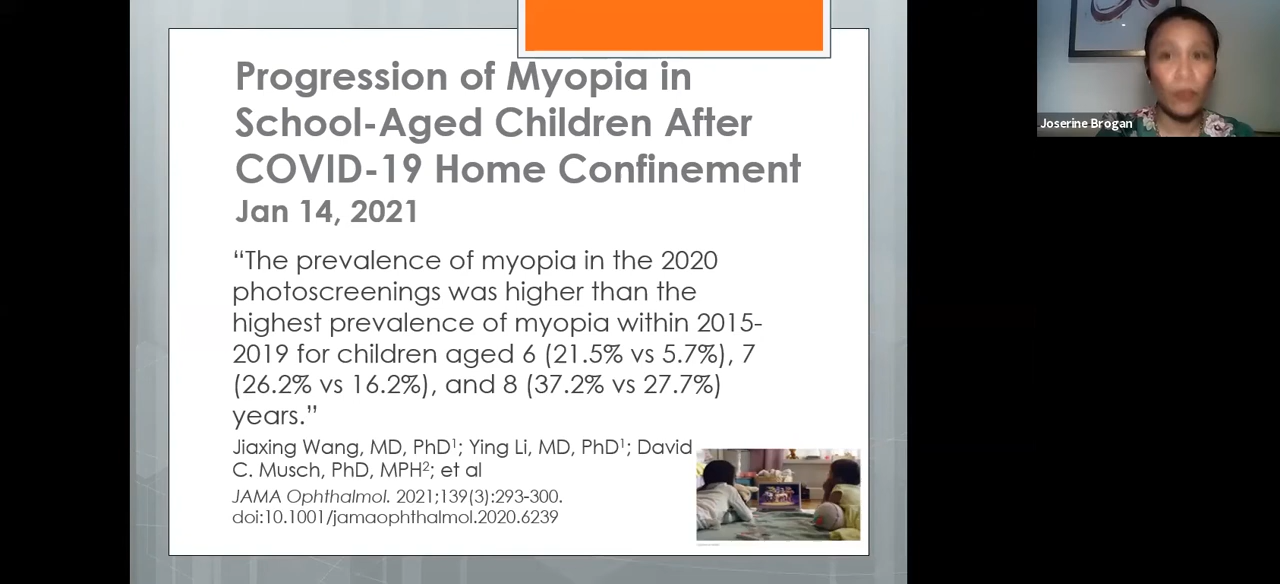 Progression of Myopia in
School-Aged Children After
COVID-19 Home Confinement
Jan 14, 2021
“The prevalence of myopia in the 2020
photoscreenings was higher than the
highest prevalence of myopia within 2015-
2019 for children aged 6 (21.5% vs 5.7%), 7
(26.2% vs 16.2%), and 8 (37.2% vs 27.7%)
years.”
Jiaxing Wang, MD, PhD¹; Ying Li, MD, PhD¹; David
C. Musch, PhD, MPH²; et al
JAMA Ophthalmol. 2021;139(3):293-300.
doi:10.1001/jamaophthalmol.2020.6239
Joserine Brogan